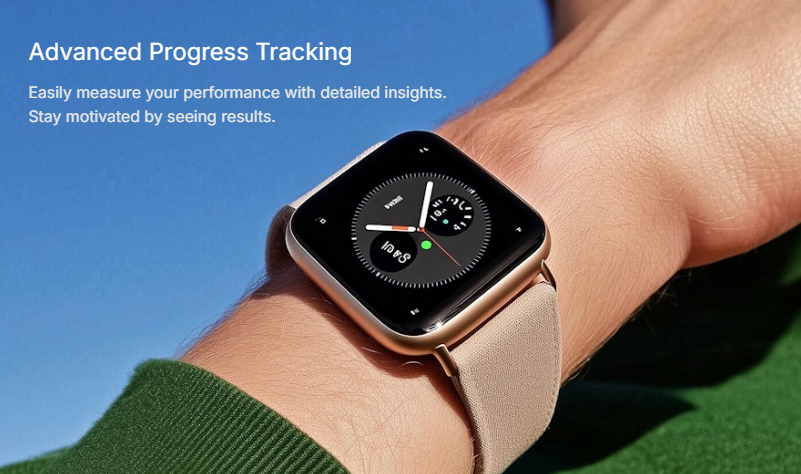 Advanced Progress Tracking
Easily measure your performance with detailed insights.
Stay motivated by seeing results.